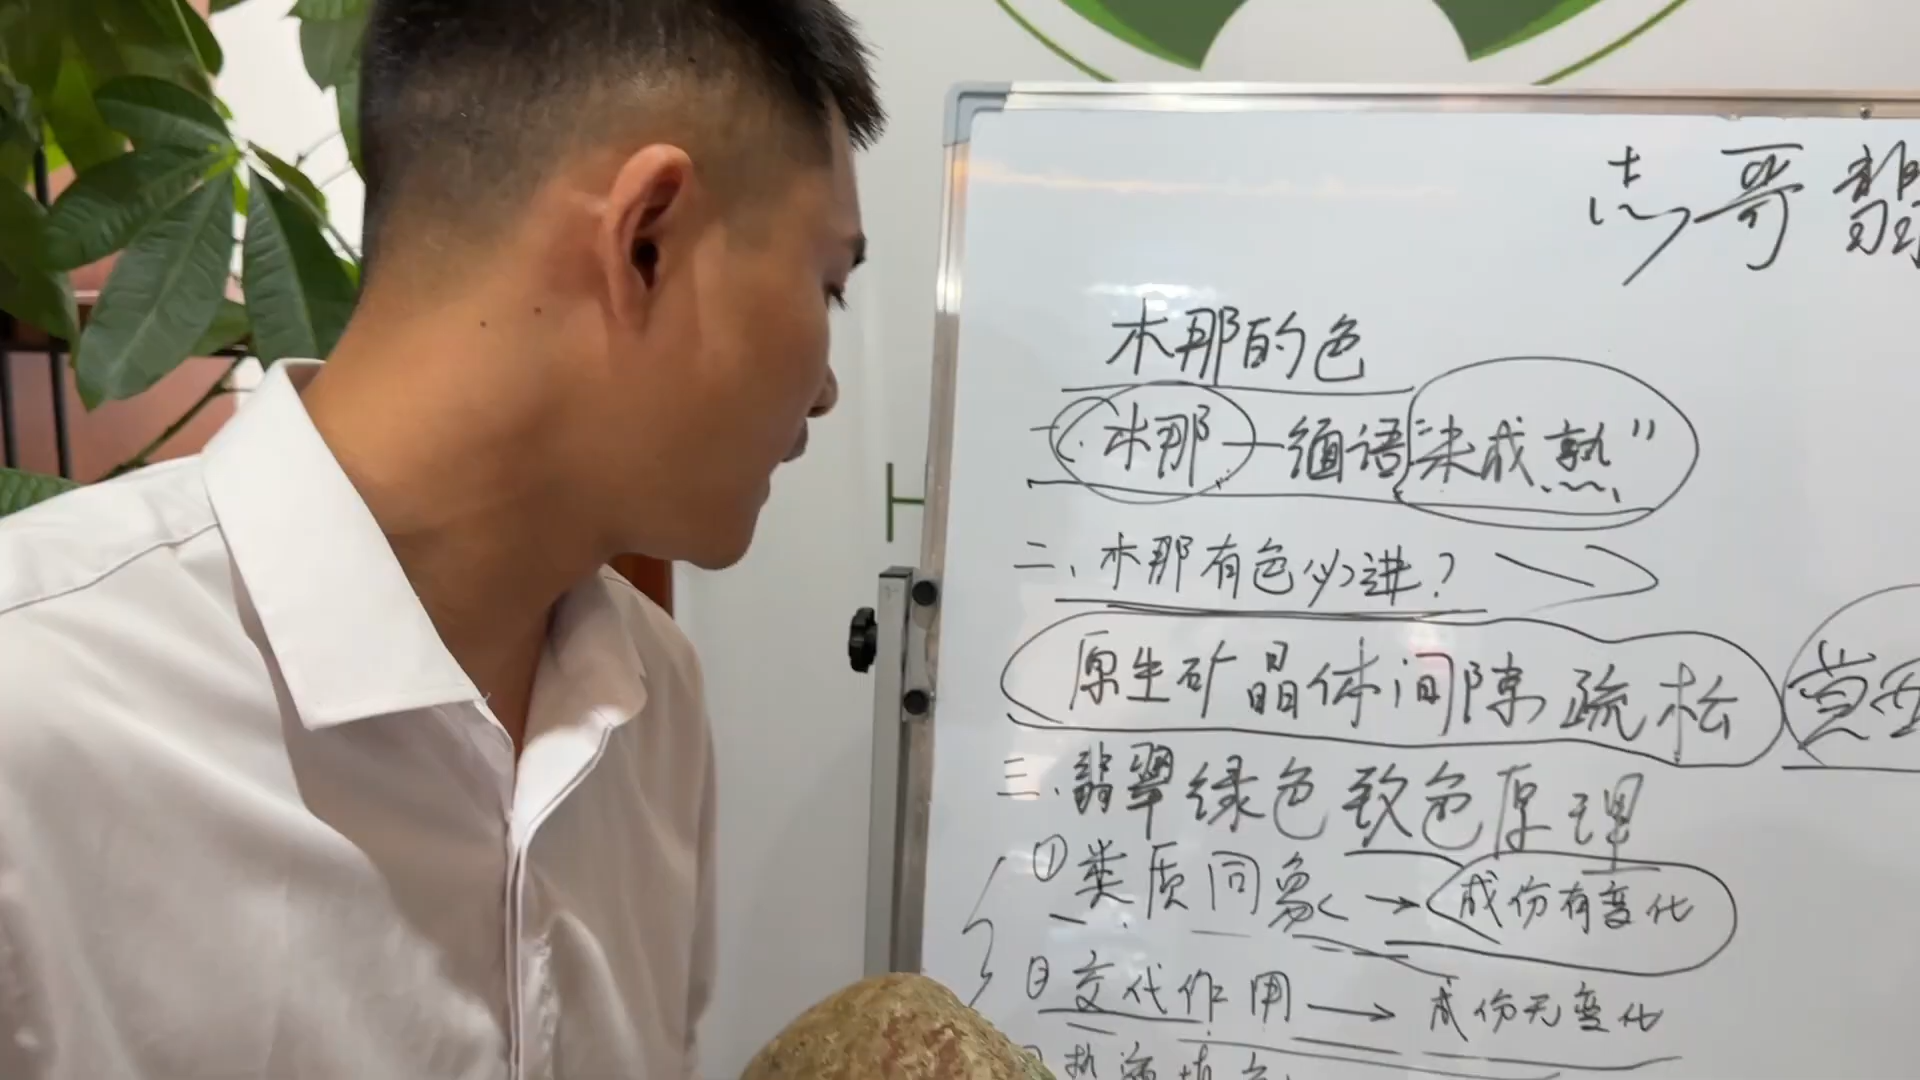 志哥翡
木那的色
一、木那—缅语"未成熟"
二、木那有色必进?
原生矿晶体间隙疏松
三、翡翠绿色致色原理
①类质同象→成份有变化
②交代作用→成份无变化